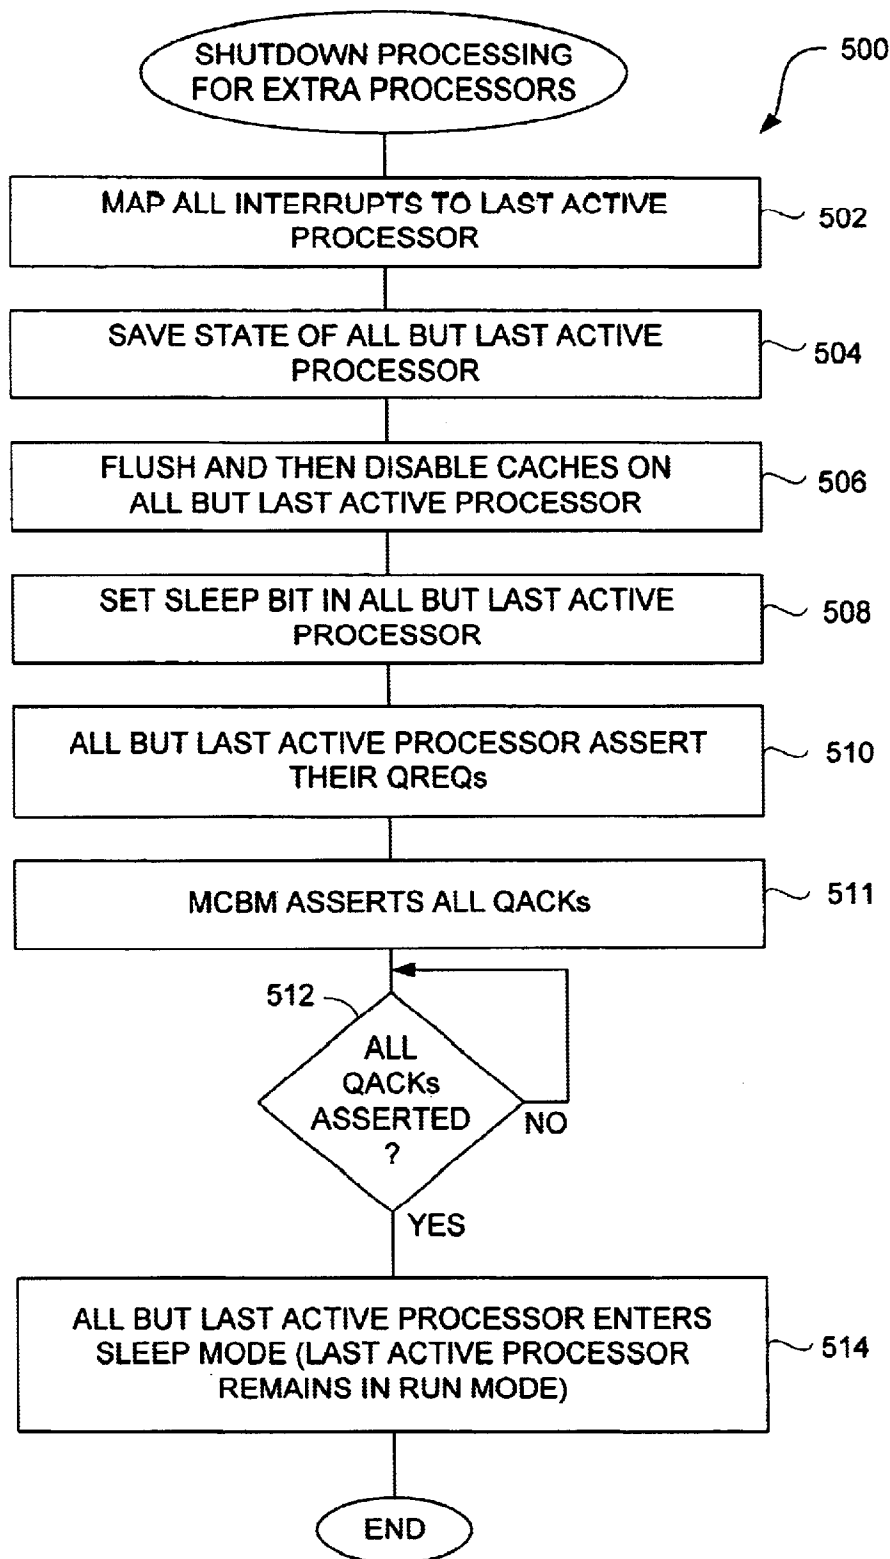 SHUTDOWN PROCESSING
FOR EXTRA PROCESSORS
500
MAP ALL INTERRUPTS TO LAST ACTIVE
PROCESSOR
502
SAVE STATE OF ALL BUT LAST ACTIVE
PROCESSOR
504
FLUSH AND THEN DISABLE CACHES ON
ALL BUT LAST ACTIVE PROCESSOR
506
SET SLEEP BIT IN ALL BUT LAST ACTIVE
PROCESSOR
508
ALL BUT LAST ACTIVE PROCESSOR ASSERT
THEIR QREQs
510
MCBM ASSERTS ALL QACKs
511
512
ALL
QACKs
ASSERTED
?
NO
YES
ALL BUT LAST ACTIVE PROCESSOR ENTERS
SLEEP MODE (LAST ACTIVE PROCESSOR
REMAINS IN RUN MODE)
514
END